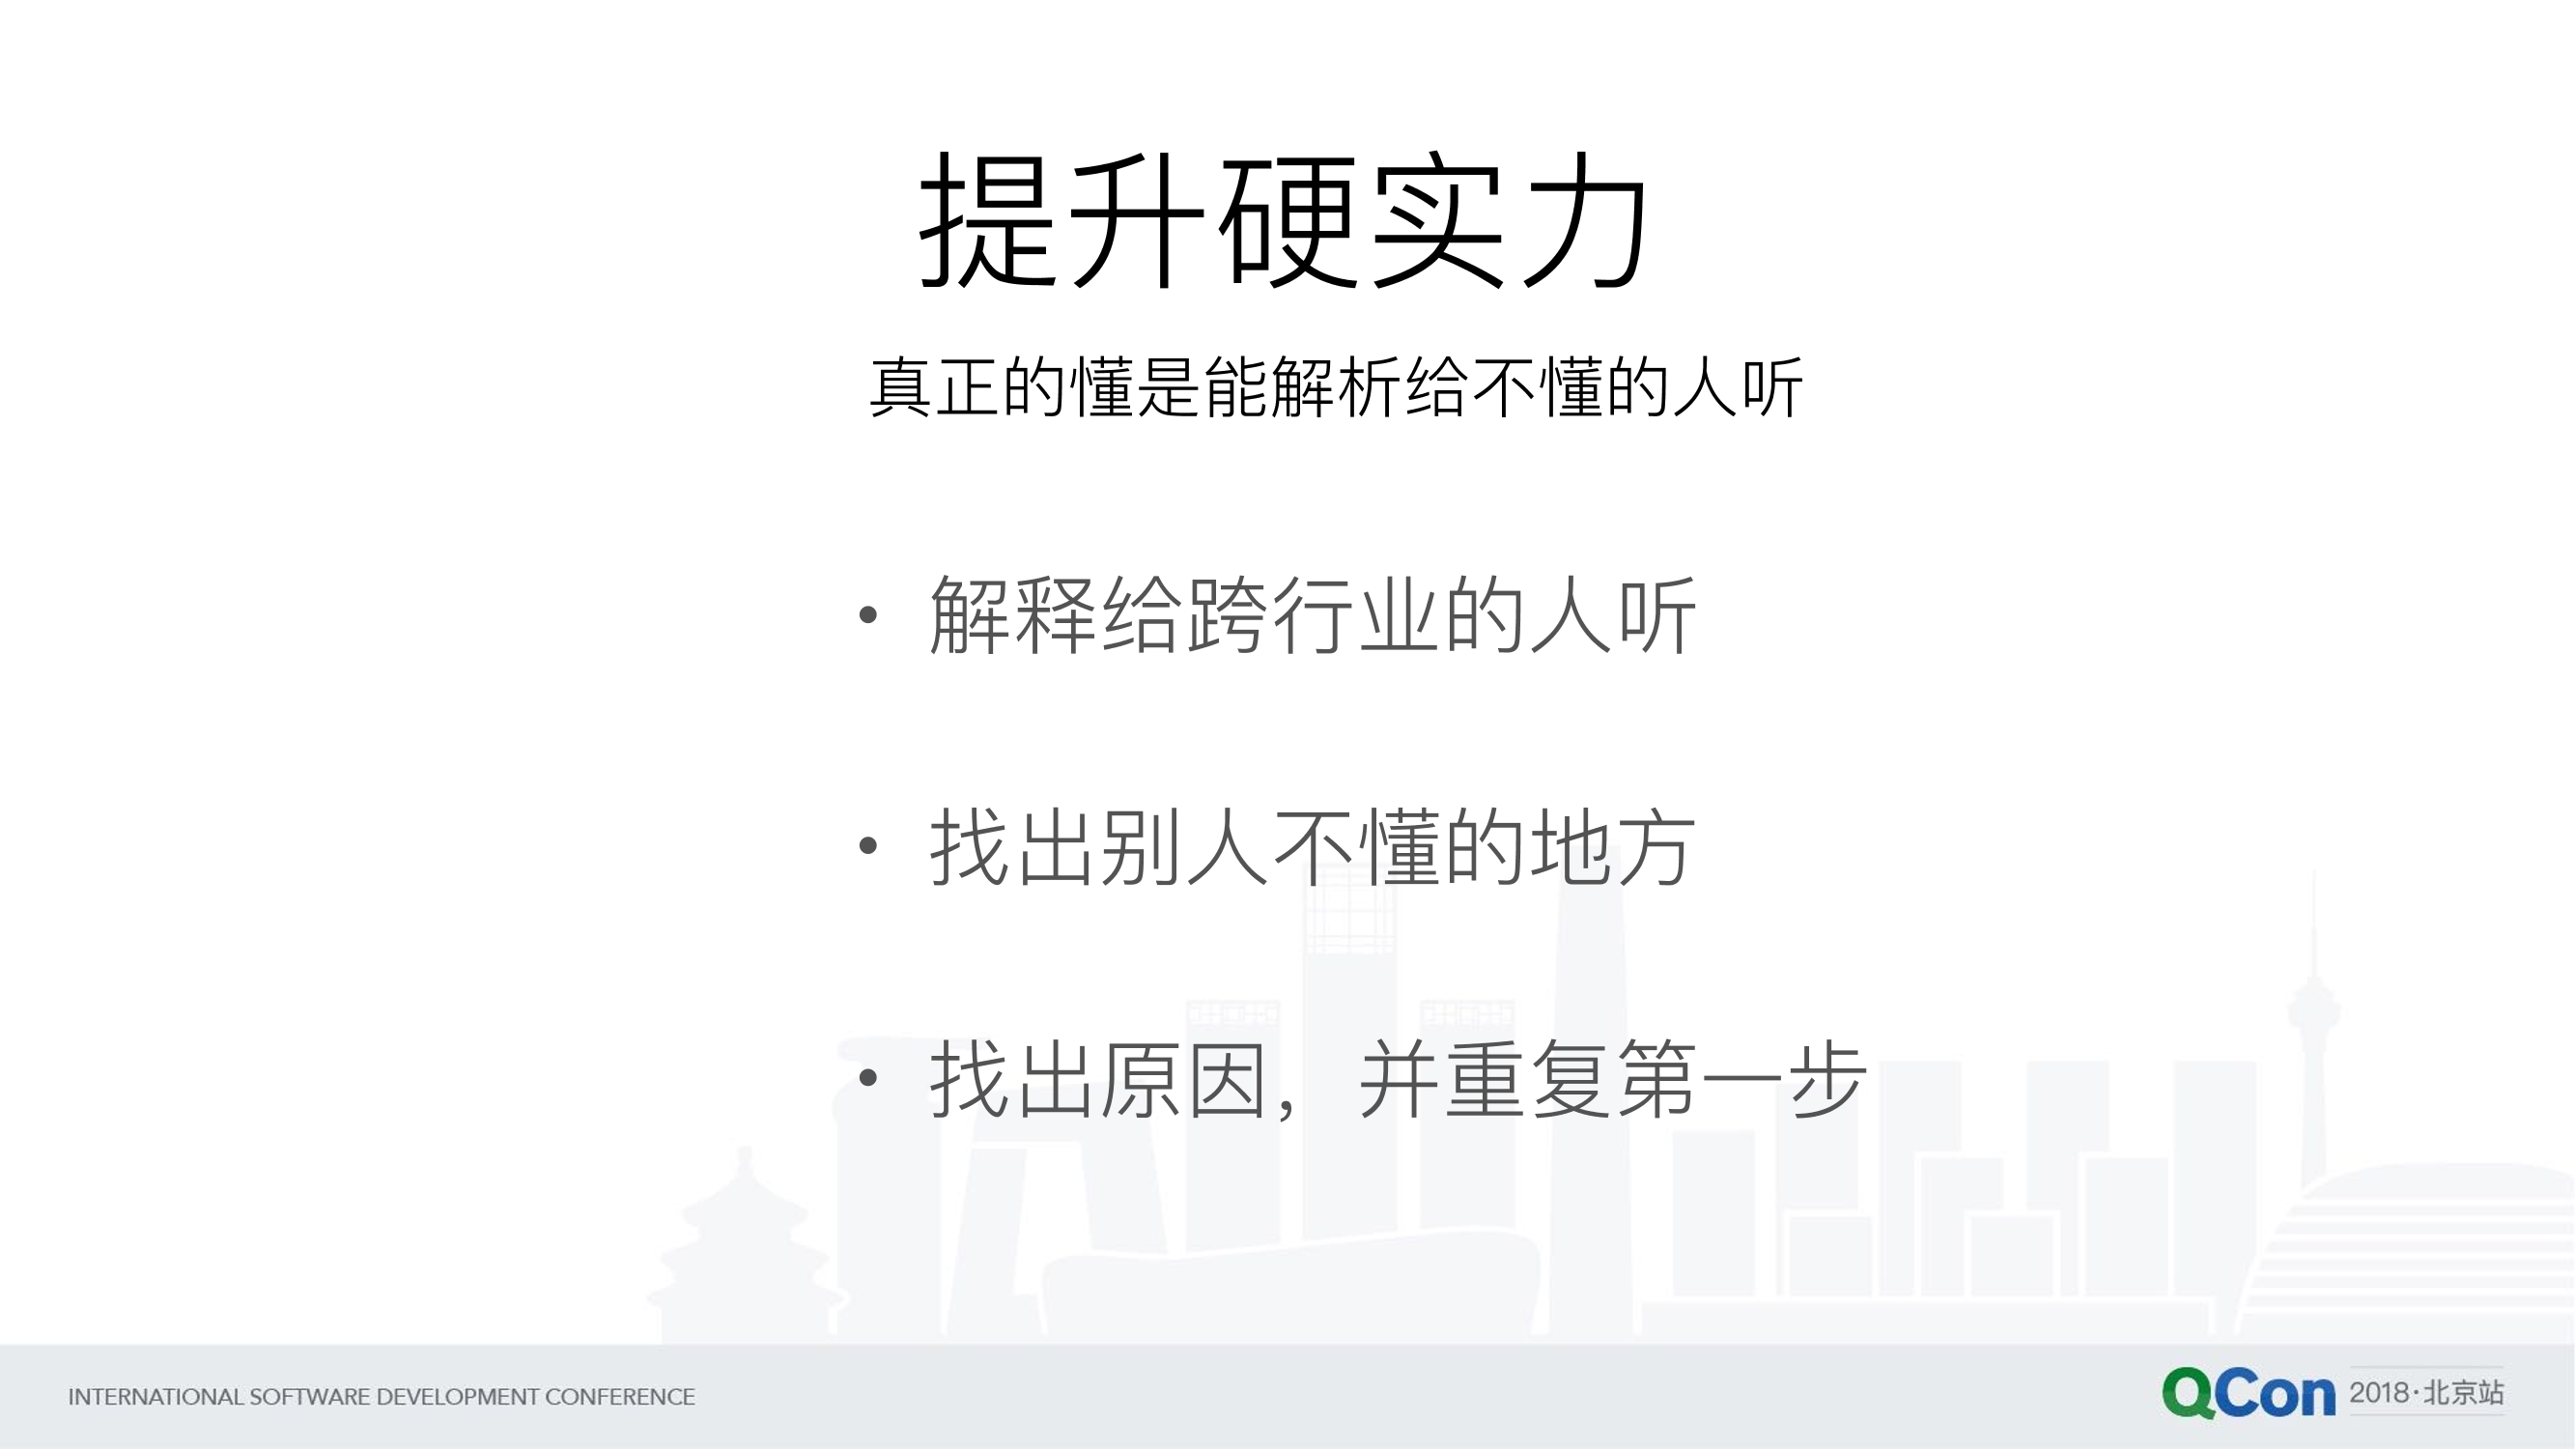 提升硬实力
真正的懂是能解析给不懂的人听
• 解释给跨行业的人听
• 找出别人不懂的地方
• 找出原因，并重复第一步
INTERNATIONAL SOFTWARE DEVELOPMENT CONFERENCE
QCon 2018·北京站